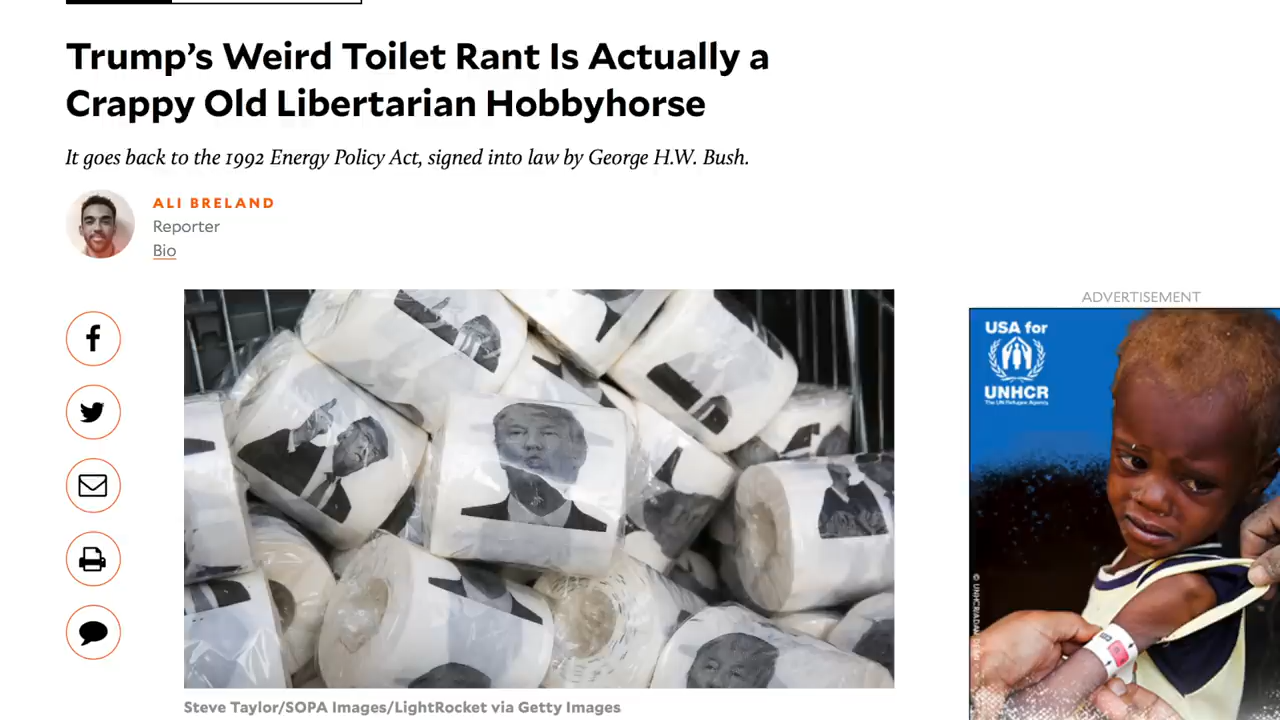 Trump’s Weird Toilet Rant Is Actually a
Crappy Old Libertarian Hobbyhorse
It goes back to the 1992 Energy Policy Act, signed into law by George H.W. Bush.
ALI BRELAND
Reporter
Bio
ADVERTISEMENT
USA for
UNHCR
The UN Refugee Agency
Steve Taylor/SOPA Images/LightRocket via Getty Images